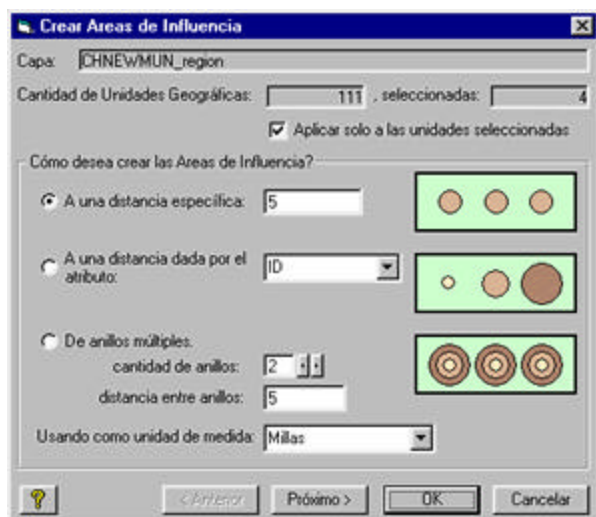 Crear Areas de Influencia
Capa: CHNEWMUN_region
Cantidad de Unidades Geográficas: 111 , seleccionadas: 4
Aplicar solo a las unidades seleccionadas
Cómo desea crear las Areas de Influencia?
A una distancia específica: 5
A una distancia dada por el atributo: ID
De anillos múltiples.
cantidad de anillos: 2
distancia entre anillos: 5
Usando como unidad de medida: Millas
? < Anterior Próximo > OK Cancelar